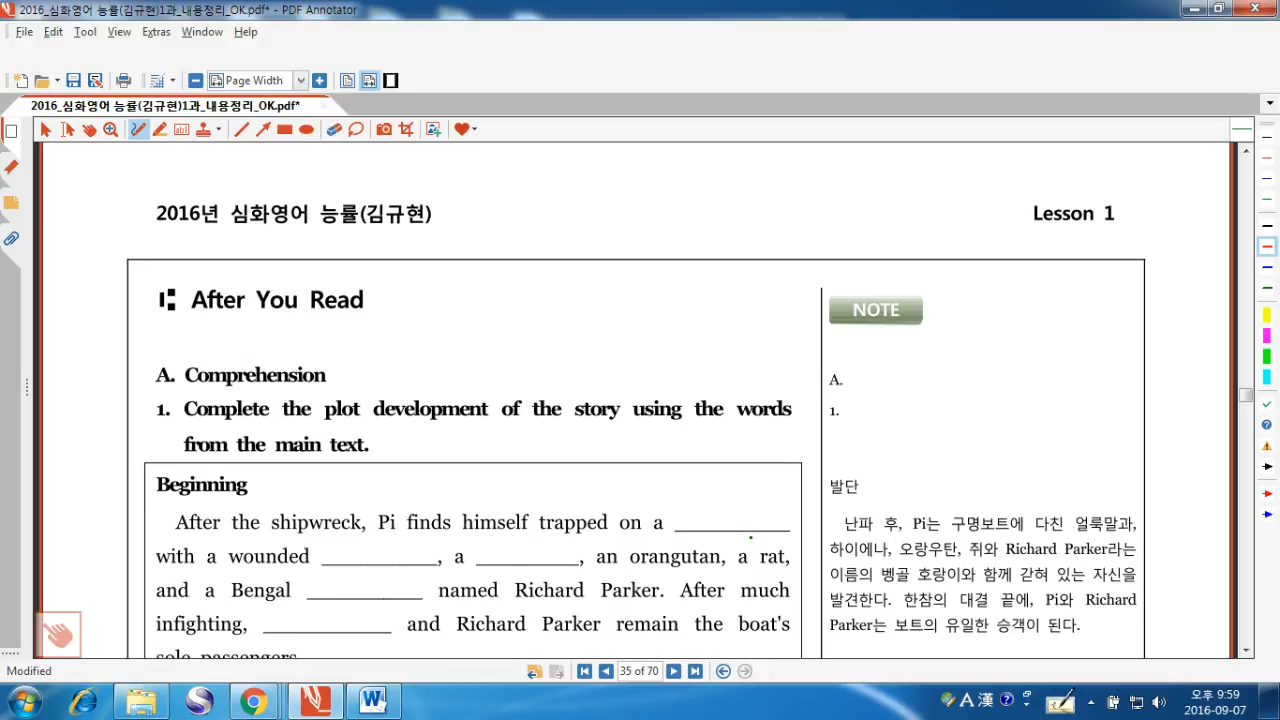 2016_심화영어 능률(김규현)1과_내용정리_OK.pdf* - PDF Annotator
File Edit Tool View Extras Window Help
Page Width
2016_심화영어 능률(김규현)1과_내용정리_OK.pdf*
2016년 심화영어 능률(김규현)
Lesson 1
After You Read
NOTE
A. Comprehension
A.
1. Complete the plot development of the story using the words
1.
from the main text.
Beginning
발단
After the shipwreck, Pi finds himself trapped on a ____________
with a wounded ____________, a ___________, an orangutan, a rat,
and a Bengal ____________ named Richard Parker. After much
infighting, _____________ and Richard Parker remain the boat's
sole passengers
난파 후, Pi는 구명보트에 다친 얼룩말과,
하이에나, 오랑우탄, 쥐와 Richard Parker라는
이름의 벵골 호랑이와 함께 갇혀 있는 자신을
발견한다. 한참의 대결 끝에, Pi와 Richard
Parker는 보트의 유일한 승객이 된다.
Modified
35 of 70
A 漢
오후 9:59
2016-09-07